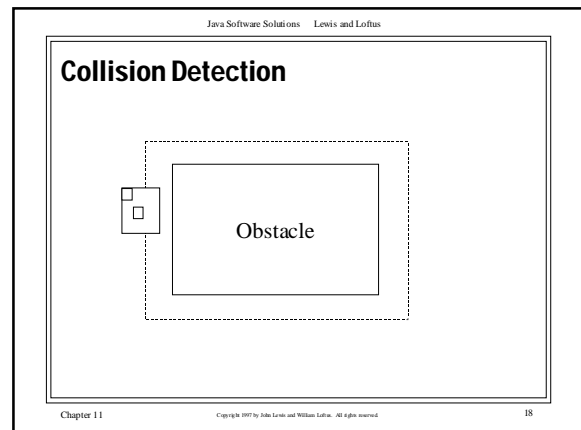 Java Software Solutions Lewis and Loftus
Collision Detection
Obstacle
Chapter 11 Copyright 1997 by John Lewis and William Loftus. All rights reserved. 18